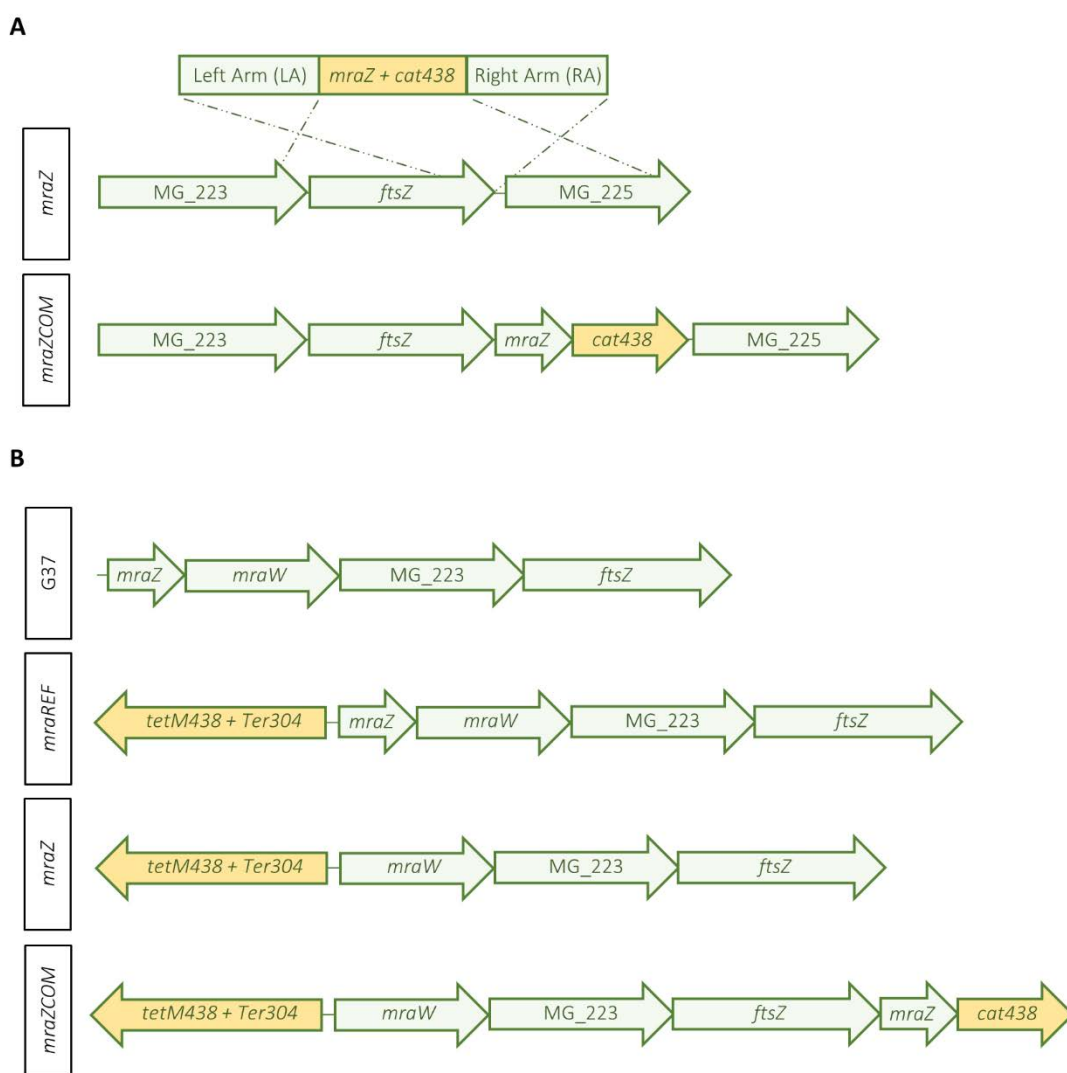 A
Left Arm (LA) mraZ + cat438 Right Arm (RA)
mraZ
MG_223 ftsZ MG_225
mraZCOM
MG_223 ftsZ mraZ cat438 MG_225
B
G37
mraZ mraW MG_223 ftsZ
mraREF
tetM438 + Ter304 mraZ mraW MG_223 ftsZ
mraZ
tetM438 + Ter304 mraW MG_223 ftsZ
mraZCOM
tetM438 + Ter304 mraW MG_223 ftsZ mraZ cat438